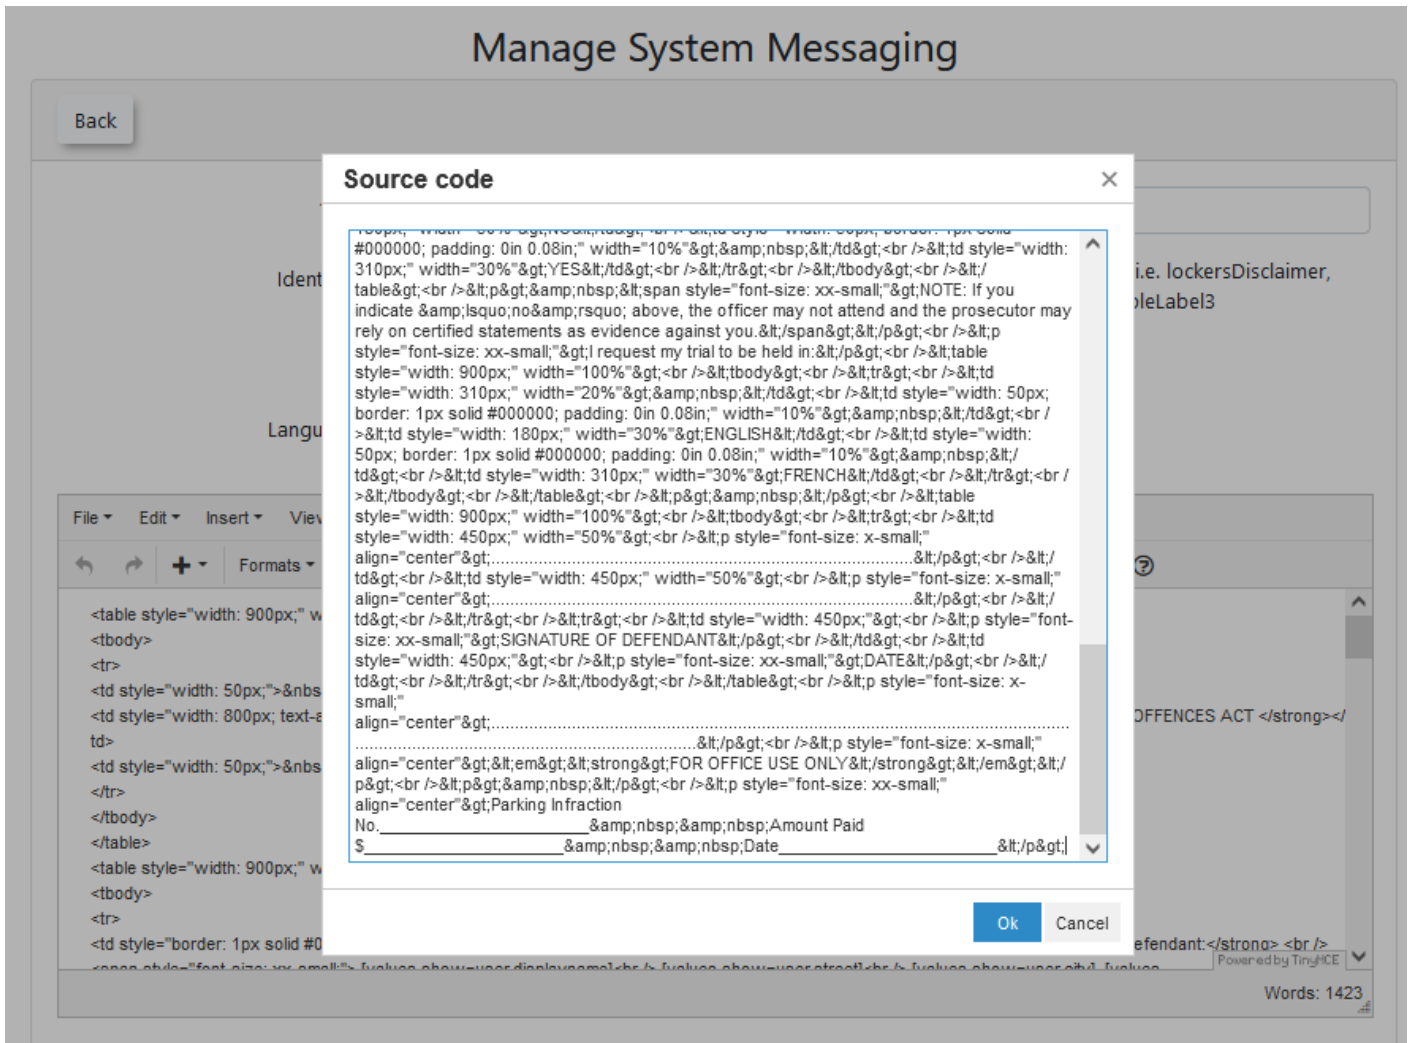 Manage System Messaging
Back
Source code
×
#000000; padding: 0in 0.08in;" width="10%"&gt;&amp;nbsp;&lt;/td&gt;<br />&lt;td style="width:
310px;" width="30%"&gt;YES&lt;/td&gt;<br />&lt;/tr&gt;<br />&lt;/tbody&gt;<br />&lt;/
table&gt;<br />&lt;p&gt;&amp;nbsp;&lt;span style="font-size: xx-small;"&gt;NOTE: If you
indicate &amp;lsquo;no&amp;rsquo; above, the officer may not attend and the prosecutor may
rely on certified statements as evidence against you.&lt;/span&gt;&lt;/p&gt;<br />&lt;p
style="font-size: xx-small;"&gt;I request my trial to be held in:&lt;/p&gt;<br />&lt;table
style="width: 900px;" width="100%"&gt;<br />&lt;tbody&gt;<br />&lt;tr&gt;<br />&lt;td
style="width: 310px;" width="20%"&gt;&amp;nbsp;&lt;/td&gt;<br />&lt;td style="width: 50px;
border: 1px solid #000000; padding: 0in 0.08in;" width="10%"&gt;&amp;nbsp;&lt;/td&gt;<br /
>&lt;td style="width: 180px;" width="30%"&gt;ENGLISH&lt;/td&gt;<br />&lt;td style="width:
50px; border: 1px solid #000000; padding: 0in 0.08in;" width="10%"&gt;&amp;nbsp;&lt;/
td&gt;<br />&lt;td style="width: 310px;" width="30%"&gt;FRENCH&lt;/td&gt;<br />&lt;/tr&gt;<br /
>&lt;/tbody&gt;<br />&lt;/table&gt;<br />&lt;p&gt;&amp;nbsp;&lt;/p&gt;<br />&lt;table
style="width: 900px;" width="100%"&gt;<br />&lt;tbody&gt;<br />&lt;tr&gt;<br />&lt;td
style="width: 450px;" width="50%"&gt;<br />&lt;p style="font-size: x-small;"
align="center"&gt;......................................................................................&lt;/p&gt;<br />&lt;/
td&gt;<br />&lt;td style="width: 450px;" width="50%"&gt;<br />&lt;p style="font-size: x-small;"
align="center"&gt;......................................................................................&lt;/p&gt;<br />&lt;/
td&gt;<br />&lt;/tr&gt;<br />&lt;tr&gt;<br />&lt;td style="width: 450px;"&gt;<br />&lt;p style="font-
size: xx-small;"&gt;SIGNATURE OF DEFENDANT&lt;/p&gt;<br />&lt;/td&gt;<br />&lt;td
style="width: 450px;"&gt;<br />&lt;p style="font-size: xx-small;"&gt;DATE&lt;/p&gt;<br />&lt;/
td&gt;<br />&lt;/tr&gt;<br />&lt;/tbody&gt;<br />&lt;/table&gt;<br />&lt;p style="font-size: x-
small;"
align="center"&gt;......................................................................................................................
.....................................................................&lt;/p&gt;<br />&lt;p style="font-size: x-small;"
align="center"&gt;&lt;em&gt;&lt;strong&gt;FOR OFFICE USE ONLY&lt;/strong&gt;&lt;/em&gt;&lt;/
p&gt;<br />&lt;p&gt;&amp;nbsp;&lt;/p&gt;<br />&lt;p style="font-size: xx-small;"
align="center"&gt;Parking Infraction
No.__________________________&amp;nbsp;&amp;nbsp;Amount Paid
$_________________________&amp;nbsp;&amp;nbsp;Date___________________________&lt;/p&gt;
Ok
Cancel
Ident
i.e. lockersDisclaimer,
Label3
Langu
File
Edit
Insert
View
Formats
<table style="width: 900px;" w
<tbody>
<tr>
<td style="width: 50px;">&nbs
<td style="width: 800px; text-a
OFFENCES ACT </strong></
td>
<td style="width: 50px;">&nbs
</tr>
</tbody>
</table>
<table style="width: 900px;" w
<tbody>
<tr>
<td style="border: 1px solid #0
efendant:</strong> <br />
Powered by TinyMCE
Words: 1423